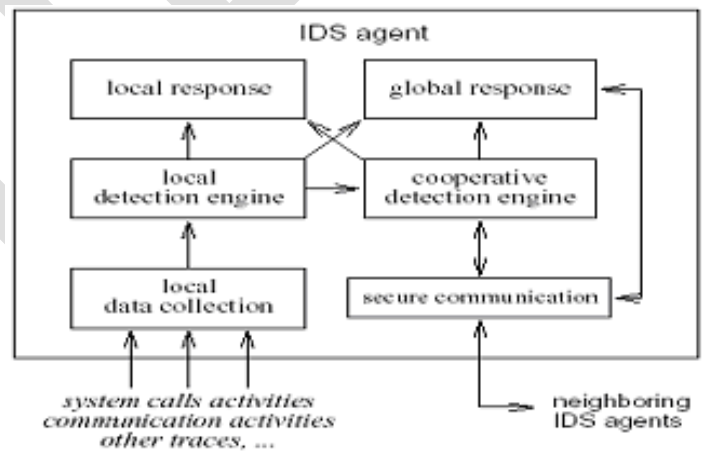 IDS agent
local response
global response
local
detection engine
cooperative
detection engine
local
data collection
secure communication
system calls activities
communication activities
other traces, ...
neighboring
IDS agents